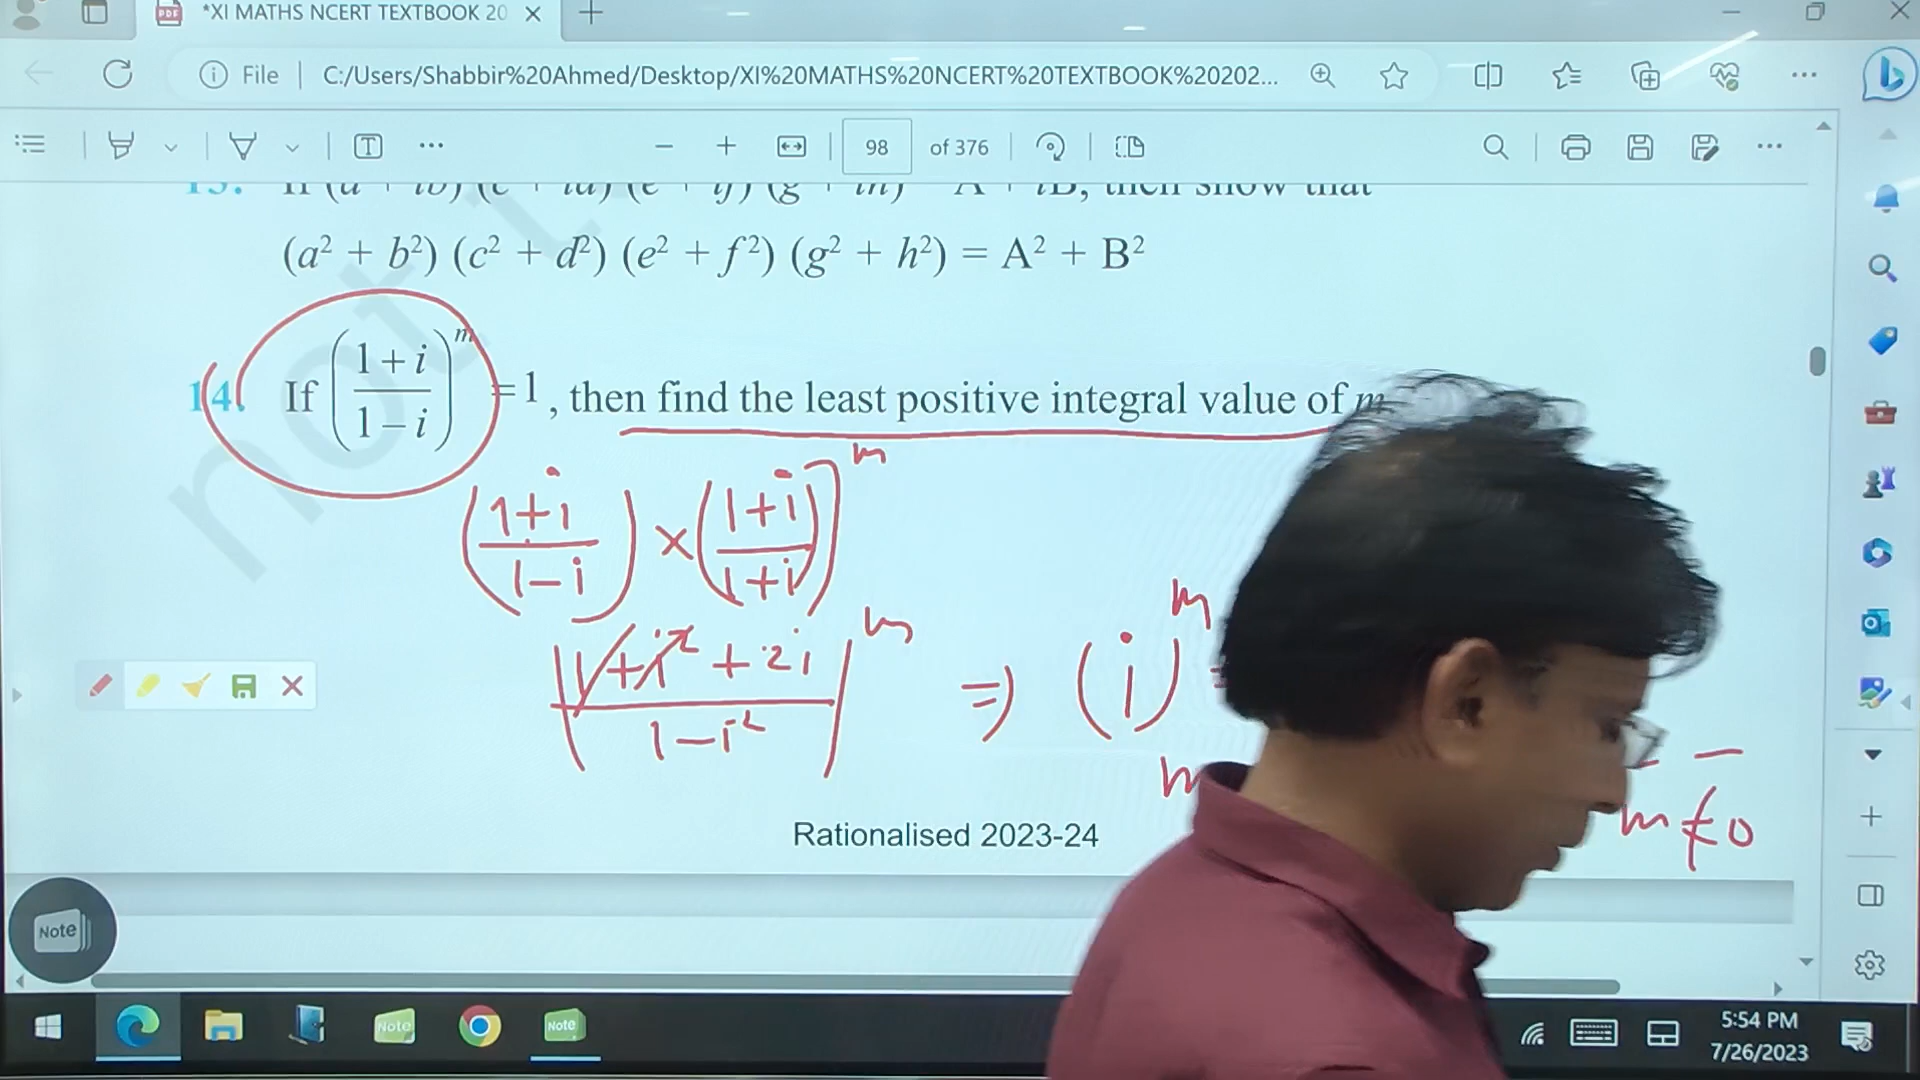 *XI MATHS NCERT TEXTBOOK 20
File | C:/Users/Shabbir%20Ahmed/Desktop/XI%20MATHS%20NCERT%20TEXTBOOK%20202...
98 of 376
(a² + b²) (c² + d²) (e² + f²) (g² + h²) = A² + B²
14. If ((1+i)/(1−i))^m =1, then find the least positive integral value of m
((1+i)/(1−i)) × ((1+i)/(1+i))^m
((1+i²+2i)/(1−i²))^m ⇒ (i)^m
m
m ≠ 0
Rationalised 2023-24
not
Note
Note
Note
5:54 PM
7/26/2023